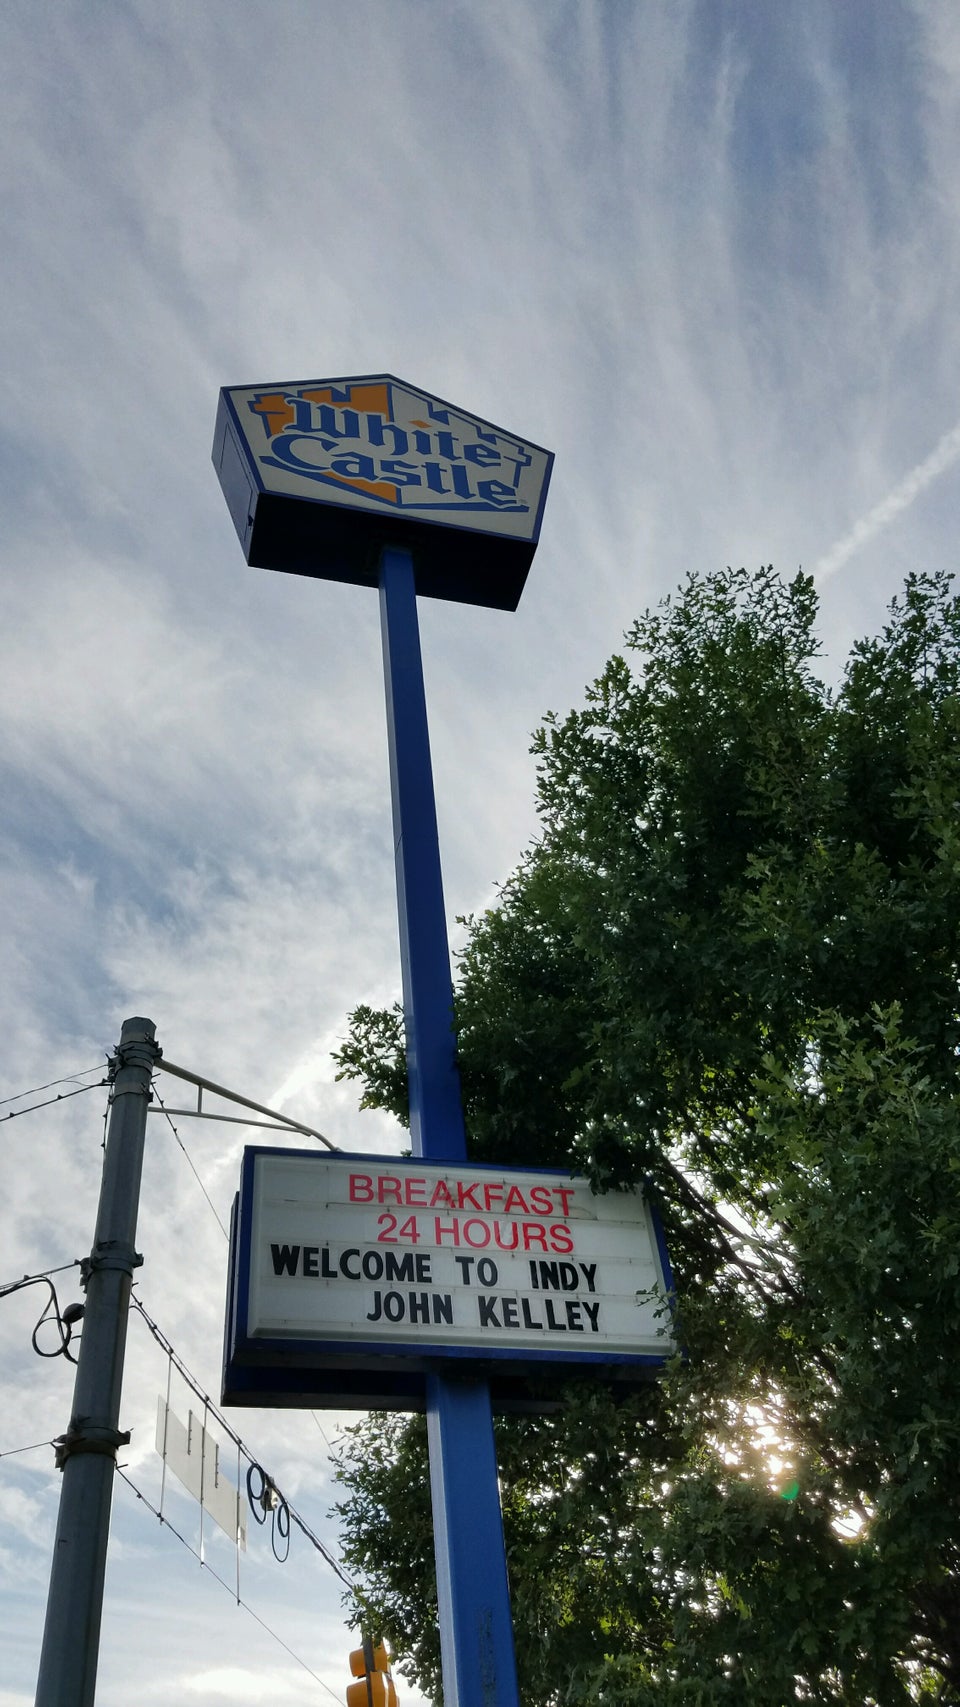 White
Castle
BREAKFAST
24 HOURS
WELCOME TO INDY
JOHN KELLEY